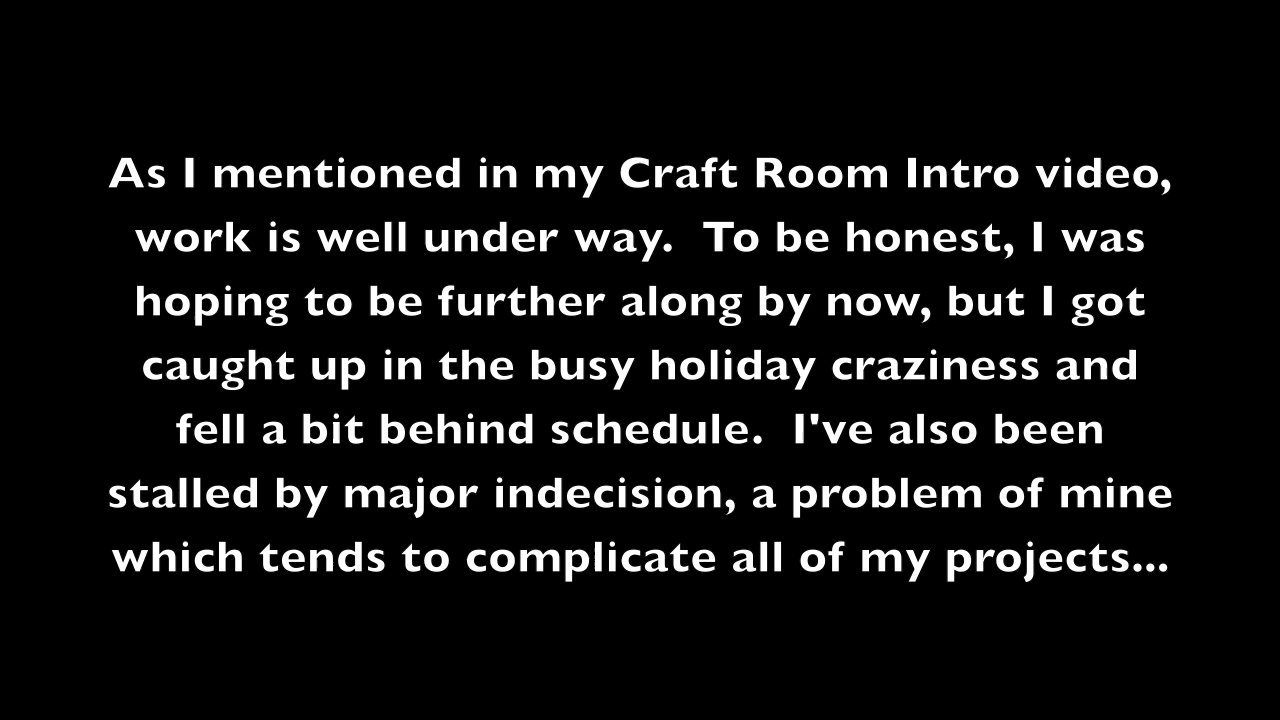 As I mentioned in my Craft Room Intro video,
work is well under way.  To be honest, I was
hoping to be further along by now, but I got
caught up in the busy holiday craziness and
fell a bit behind schedule.  I've also been
stalled by major indecision, a problem of mine
which tends to complicate all of my projects...